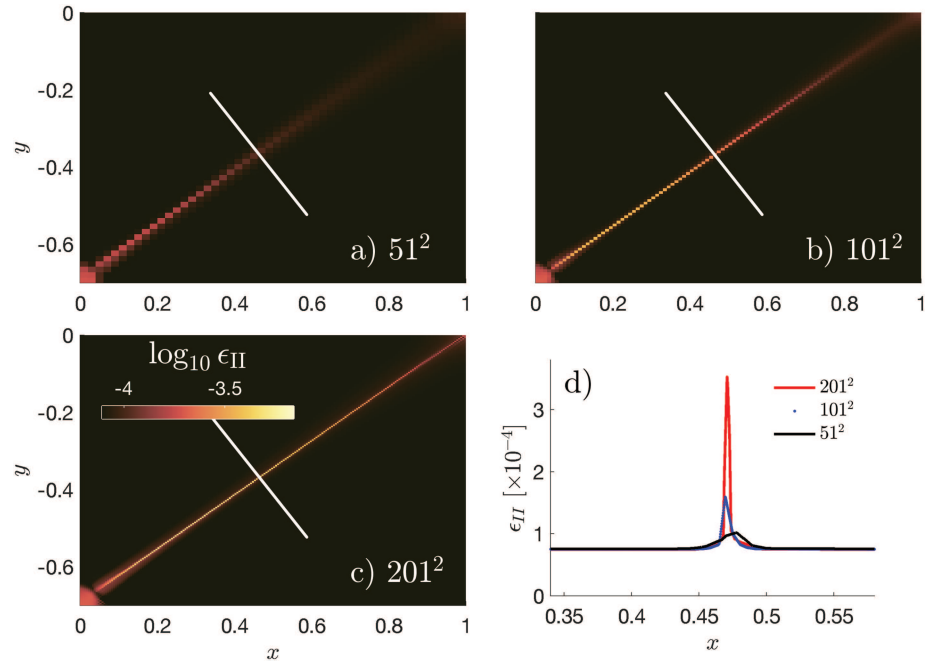 0
-0.2
-0.4
-0.6
y
0 0.2 0.4 0.6 0.8 1
a) 51²
0
-0.2
-0.4
-0.6
y
0 0.2 0.4 0.6 0.8 1
b) 101²
0
-0.2
-0.4
-0.6
y
log₁₀ ϵ_II
-4 -3.5
c) 201²
0 0.2 0.4 0.6 0.8 1
x
d)
201²
101²
51²
3
2
1
0
ϵ_II [×10⁻⁴]
0.35 0.4 0.45 0.5 0.55
x